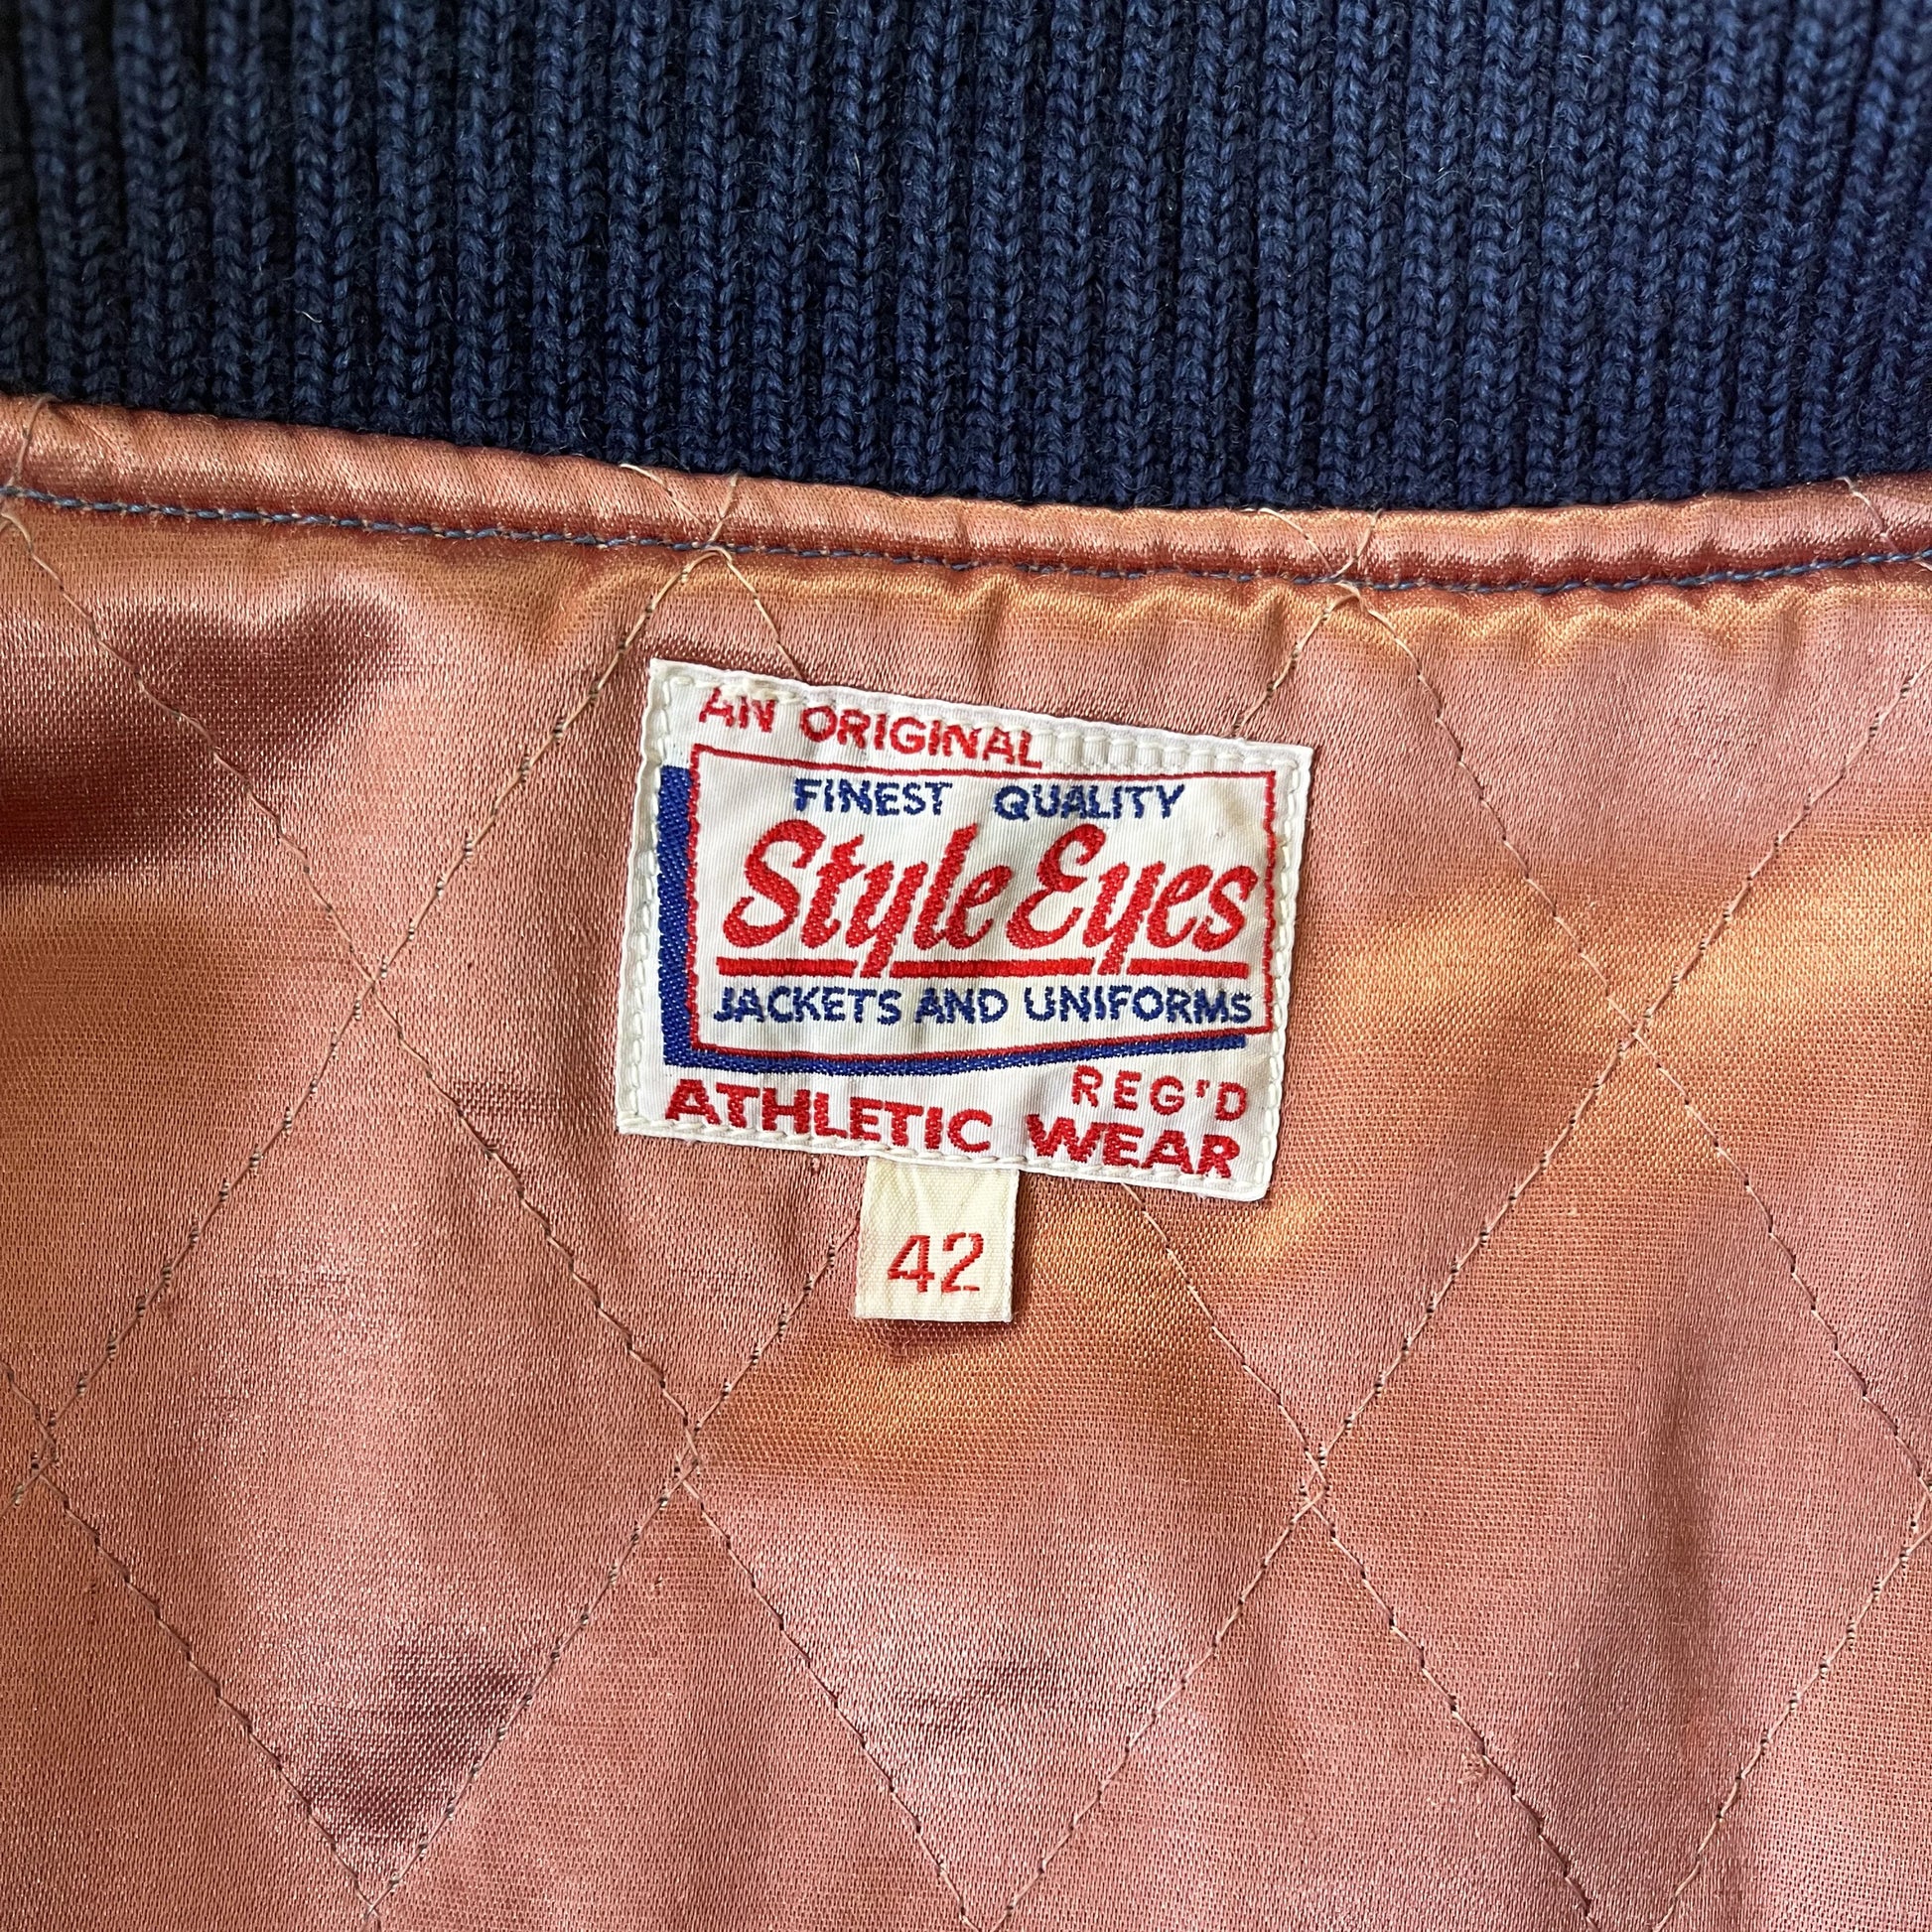 AN ORIGINAL
FINEST QUALITY
Style Eyes
JACKETS AND UNIFORMS
REG'D
ATHLETIC WEAR
42